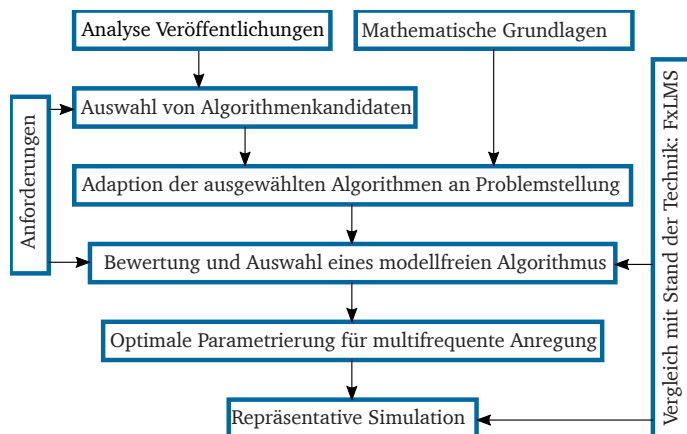 Analyse Veröffentlichungen
Mathematische Grundlagen
Auswahl von Algorithmenkandidaten
Anforderungen
Adaption der ausgewählten Algorithmen an Problemstellung
Bewertung und Auswahl eines modellfreien Algorithmus
Optimale Parametrierung für multifrequente Anregung
Repräsentative Simulation
Vergleich mit Stand der Technik: FxLMS